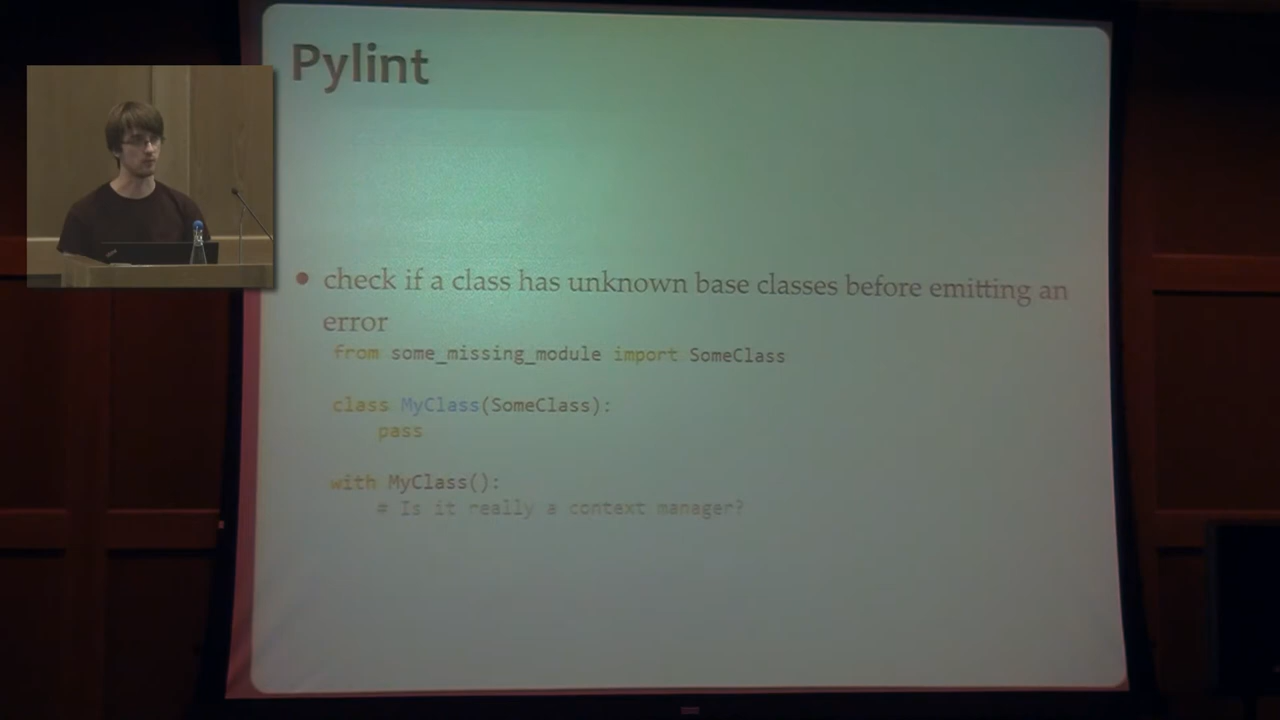 Pylint
• check if a class has unknown base classes before emitting an
error
from some_missing_module import SomeClass
class MyClass(SomeClass):
    pass
with MyClass():
    # Is it really a context manager?